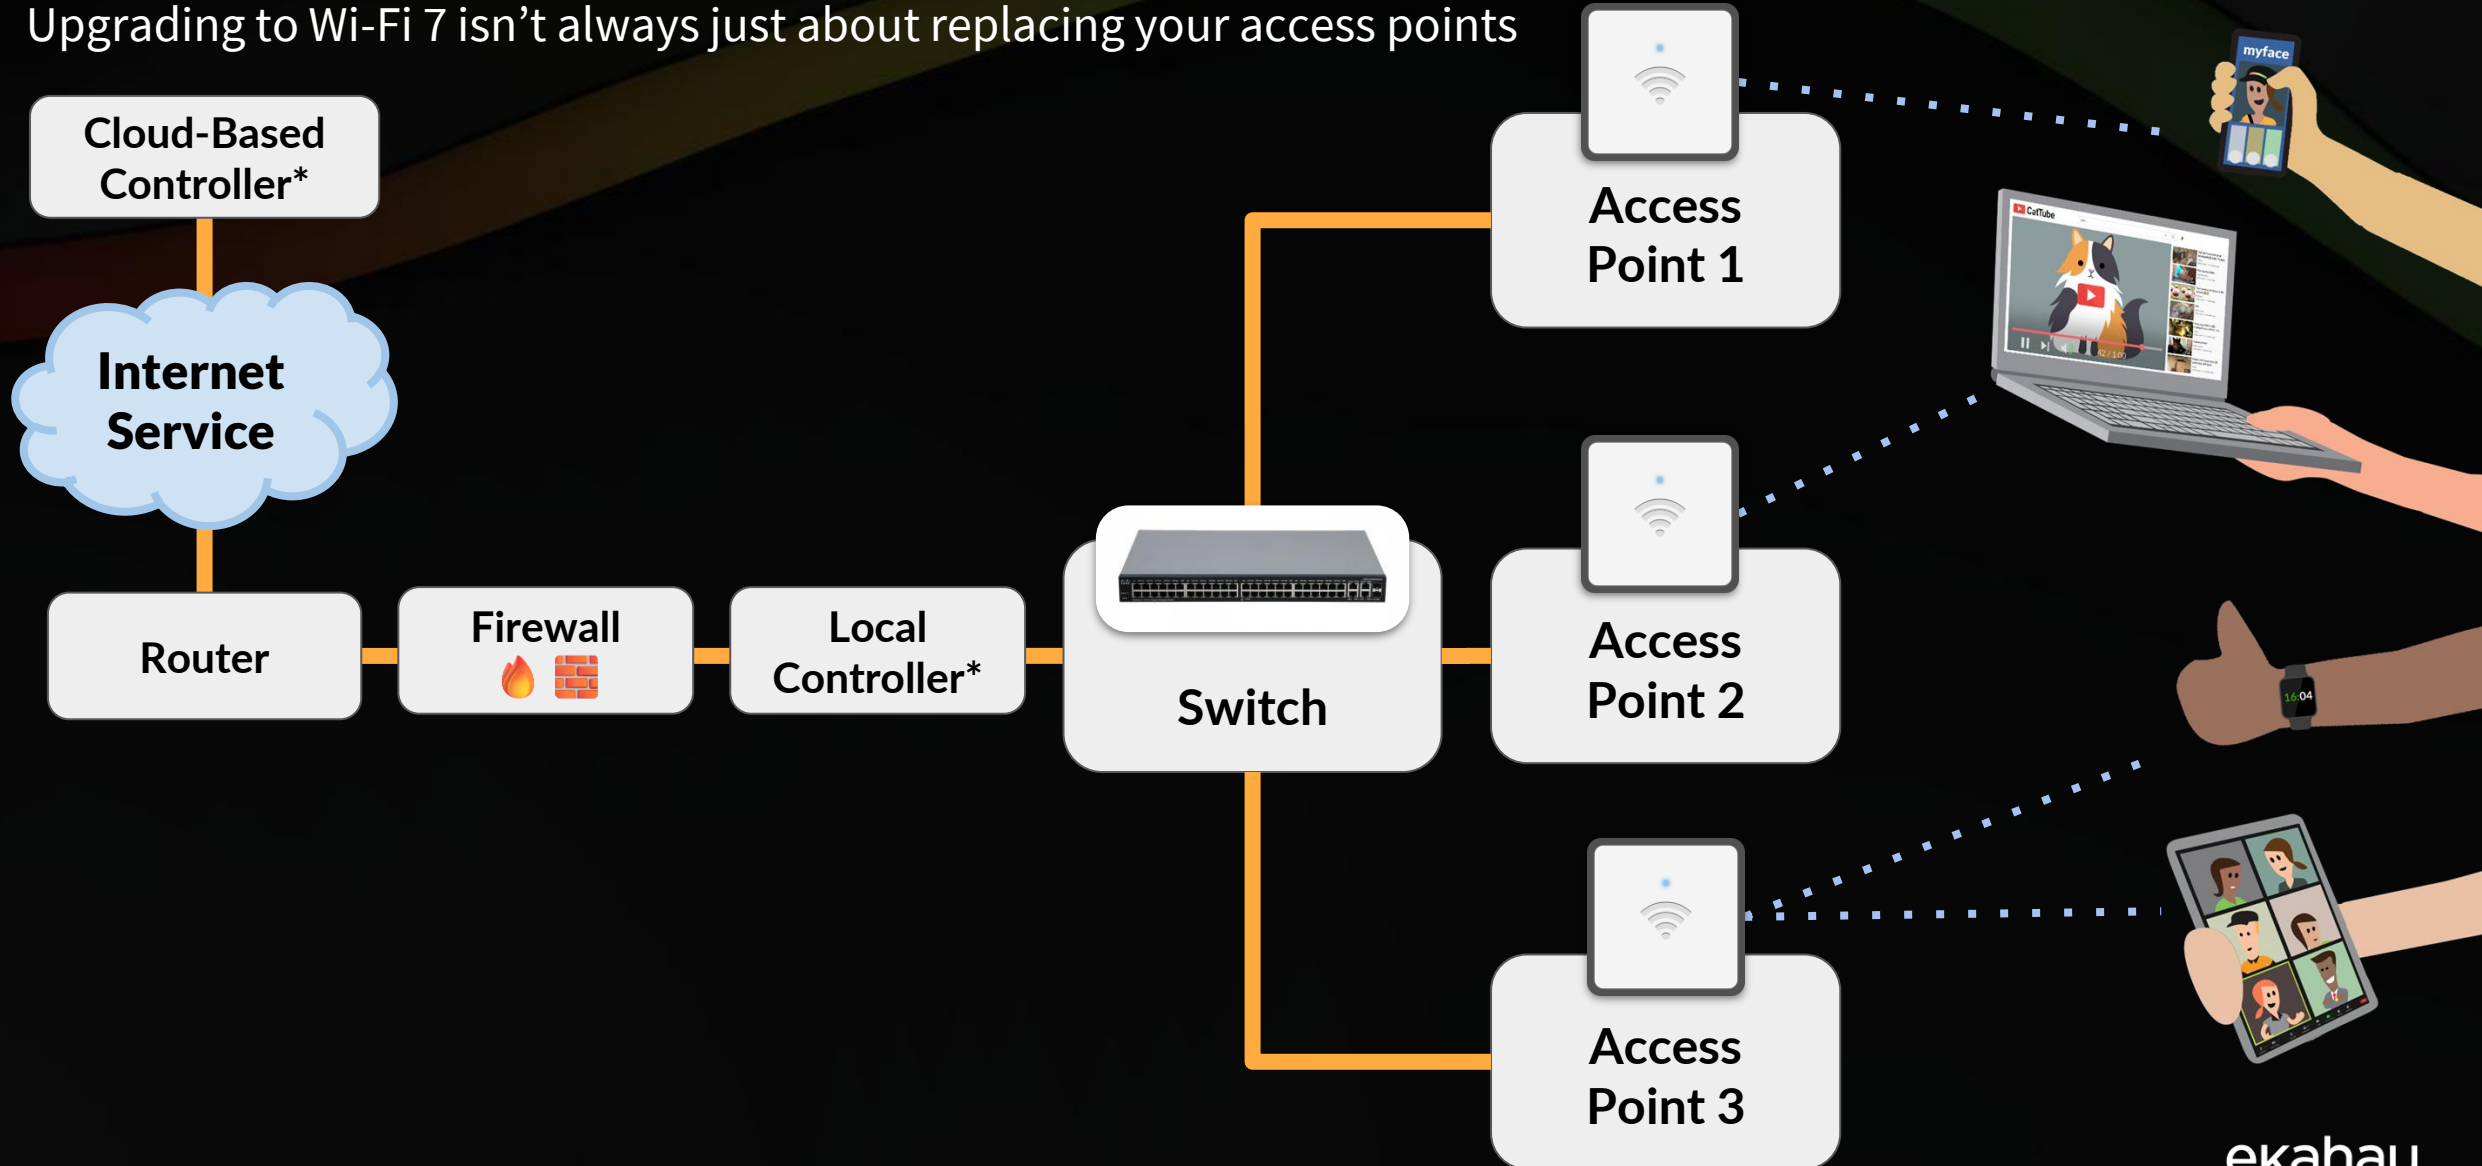 Upgrading to Wi-Fi 7 isn't always just about replacing your access points
Cloud-Based
Controller*
Internet
Service
Router
Firewall
Local
Controller*
Switch
Access
Point 1
Access
Point 2
Access
Point 3
myface
CatTube
16:04
ekahau